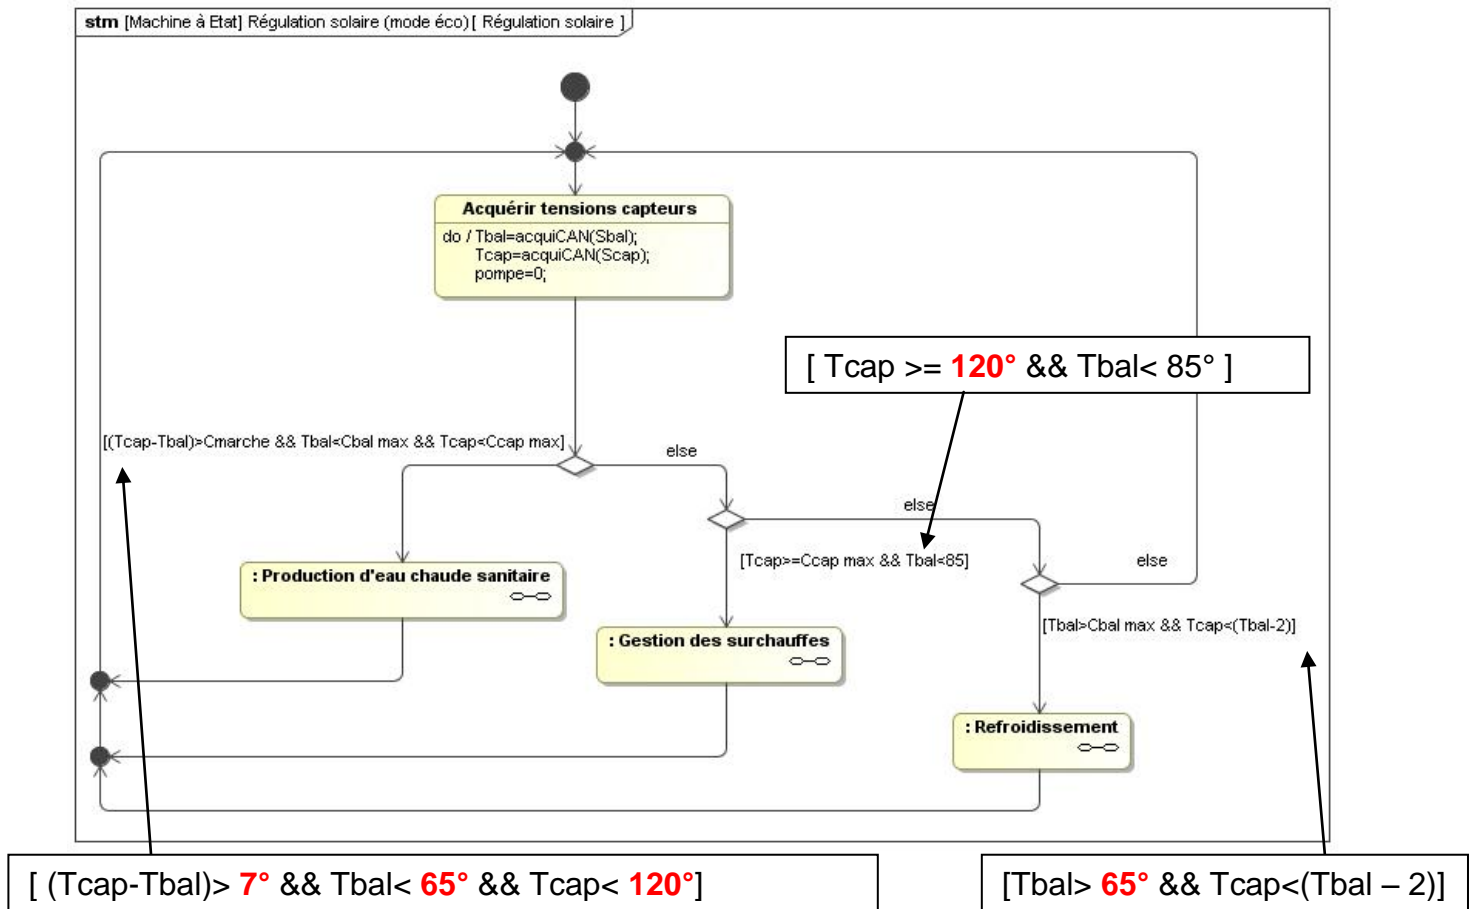 stm [Machine à Etat] Régulation solaire (mode éco) [ Régulation solaire ]
Acquérir tensions capteurs
do / Tbal=acquiCAN(Sbal);
Tcap=acquiCAN(Scap);
pompe=0;
[ Tcap >= 120° && Tbal< 85° ]
[(Tcap-Tbal)>Cmarche && Tbal<Cbal max && Tcap<Ccap max]
else
else
[Tcap>=Ccap max && Tbal<85]
else
: Production d'eau chaude sanitaire
[Tbal>Cbal max && Tcap<(Tbal-2)]
: Gestion des surchauffes
: Refroidissement
[ (Tcap-Tbal)> 7° && Tbal< 65° && Tcap< 120°]
[Tbal> 65° && Tcap<(Tbal – 2)]